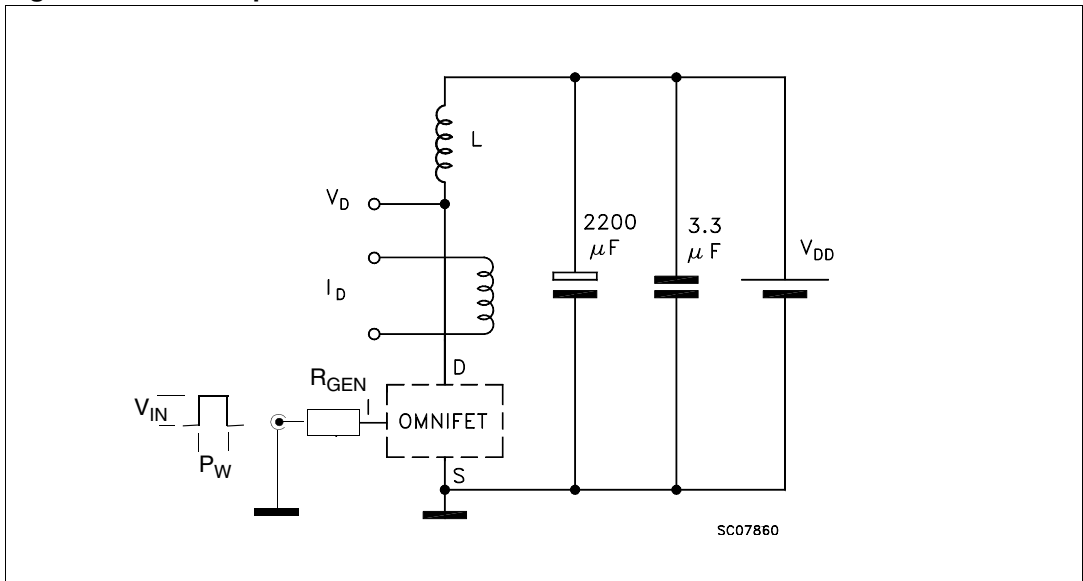 L
V_D
2200
μF
3.3
μF
V_DD
I_D
D
R_GEN
I
V_IN
OMNIFET
P_W
S
SC07860